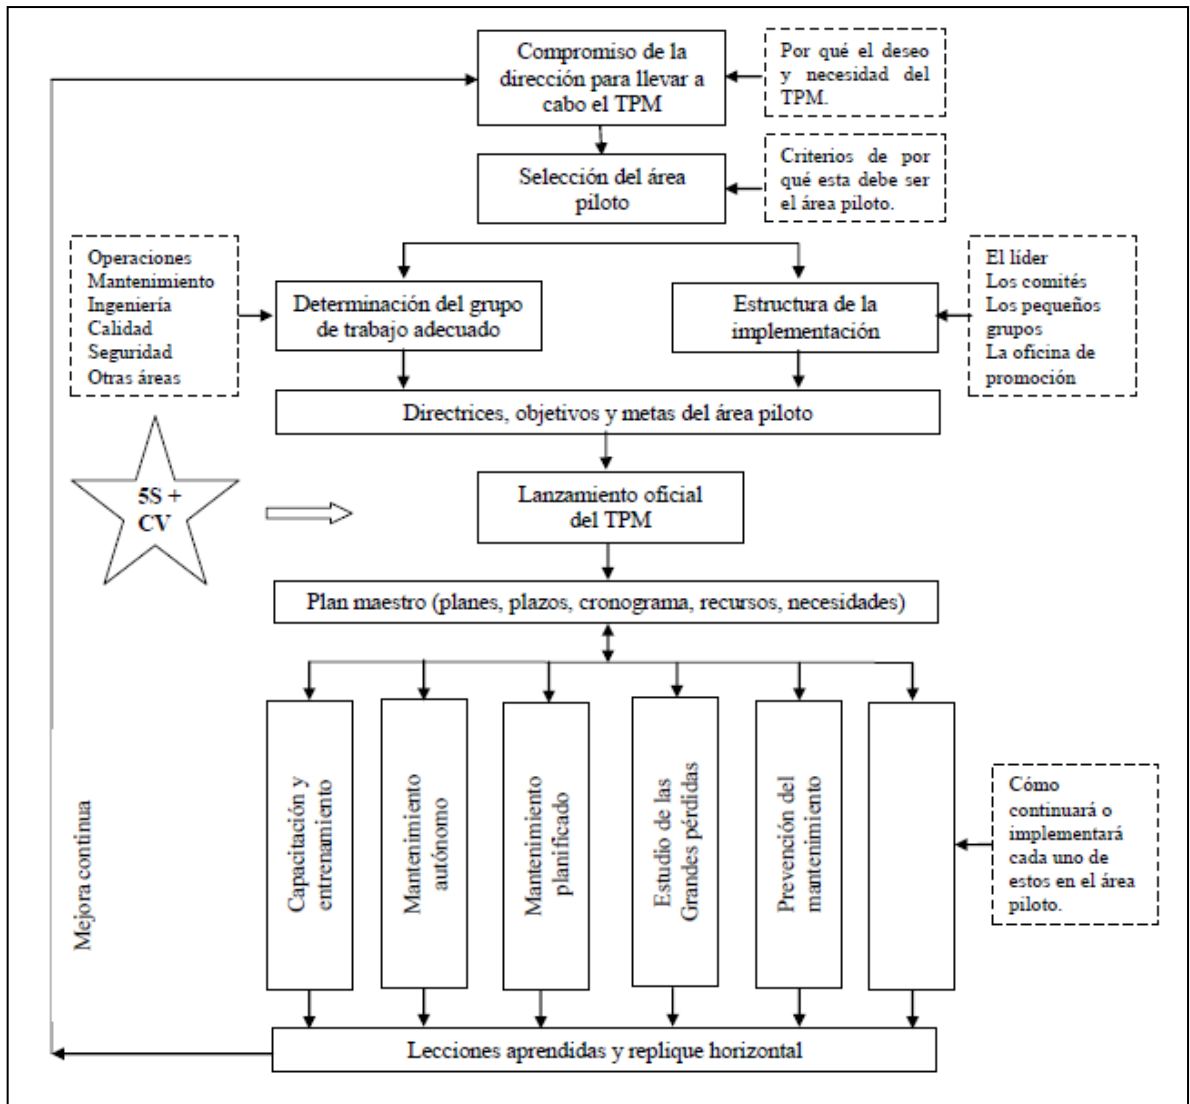 Compromiso de la
dirección para llevar a
cabo el TPM
Por qué el deseo
y necesidad del
TPM.
Selección del área
piloto
Criterios de por
qué esta debe ser
el área piloto.
Operaciones
Mantenimiento
Ingeniería
Calidad
Seguridad
Otras áreas
Determinación del grupo
de trabajo adecuado
Estructura de la
implementación
El líder
Los comités
Los pequeños
grupos
La oficina de
promoción
Directrices, objetivos y metas del área piloto
5S +
CV
Lanzamiento oficial
del TPM
Plan maestro (planes, plazos, cronograma, recursos, necesidades)
Mejora continua
Capacitación y
entrenamiento
Mantenimiento
autónomo
Mantenimiento
planificado
Estudio de las
Grandes pérdidas
Prevención del
mantenimiento
Cómo
continuará o
implementará
cada uno de
estos en el área
piloto.
Lecciones aprendidas y replique horizontal